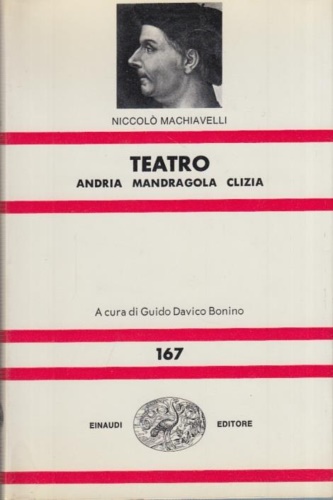 NICCOLÒ MACHIAVELLI
TEATRO
ANDRIA MANDRAGOLA CLIZIA
A cura di Guido Davico Bonino
167
EINAUDI EDITORE